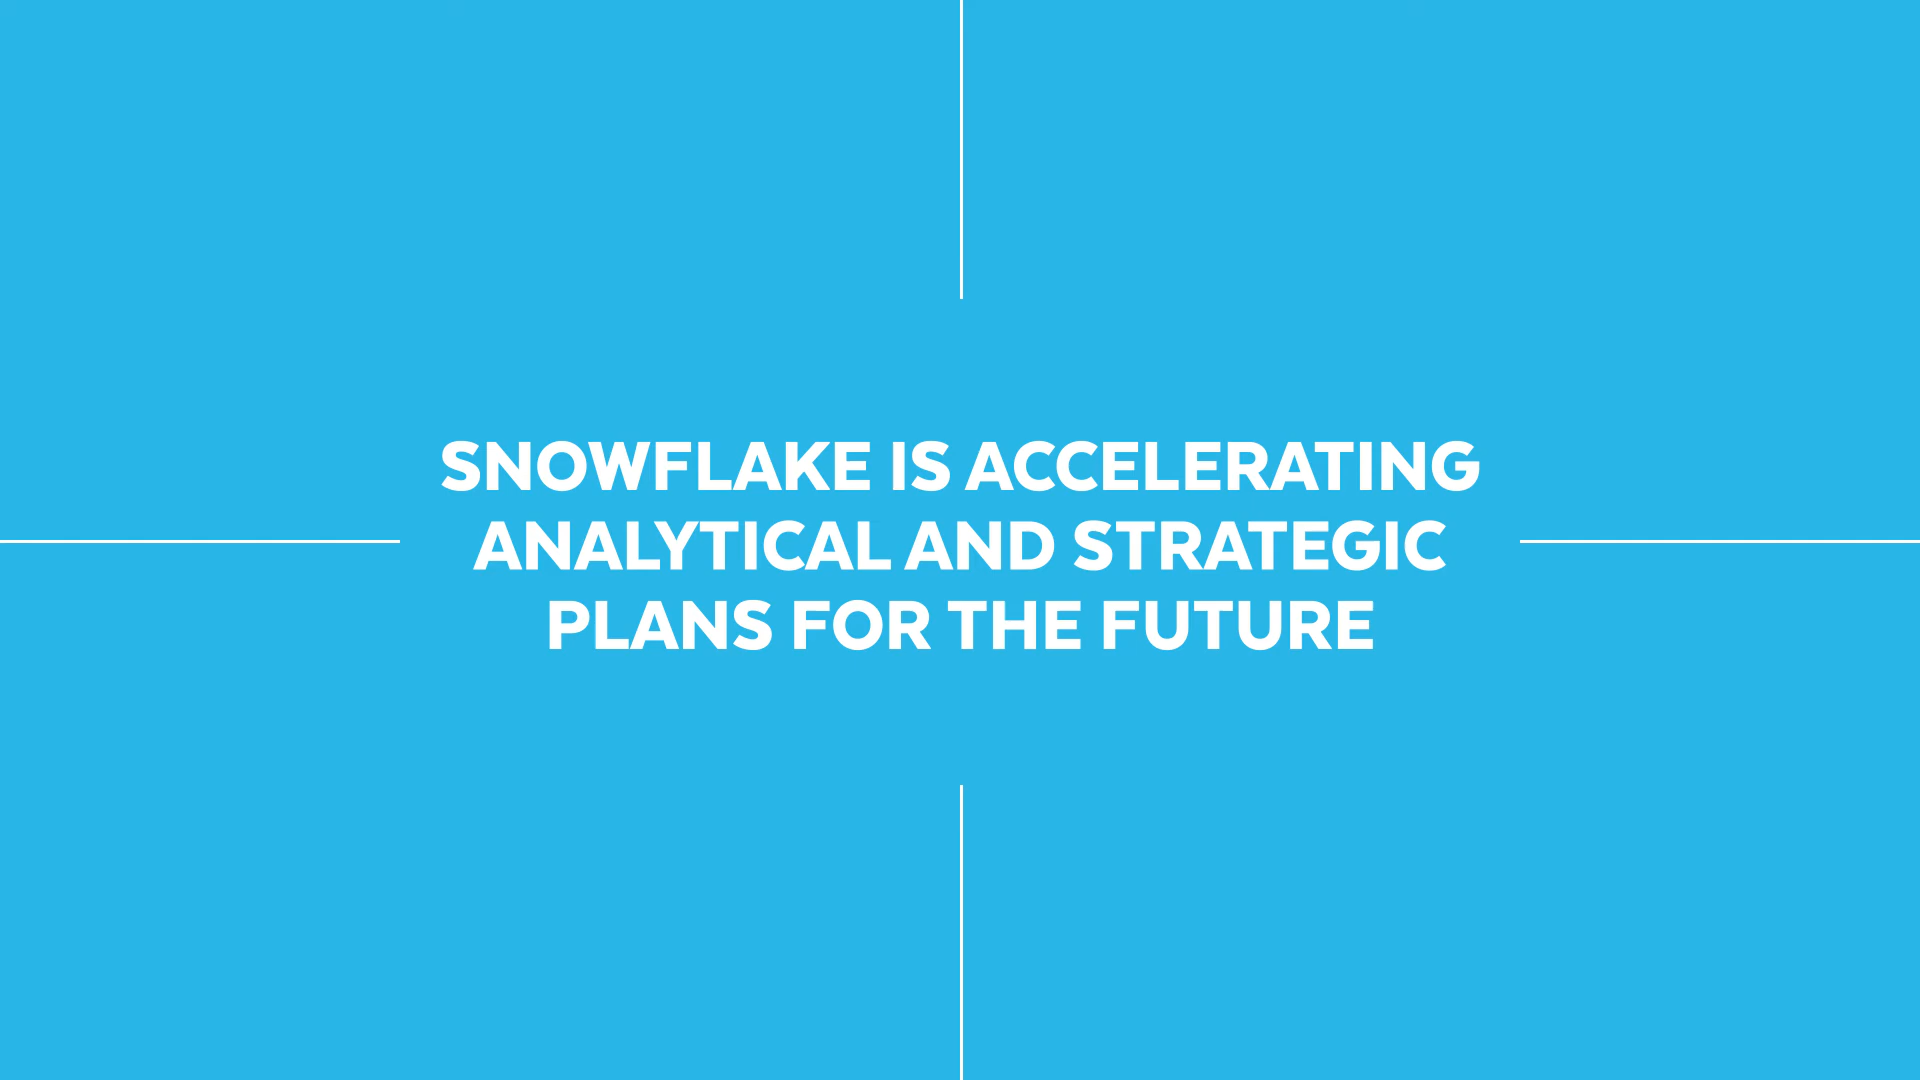 SNOWFLAKE IS ACCELERATING
ANALYTICAL AND STRATEGIC
PLANS FOR THE FUTURE